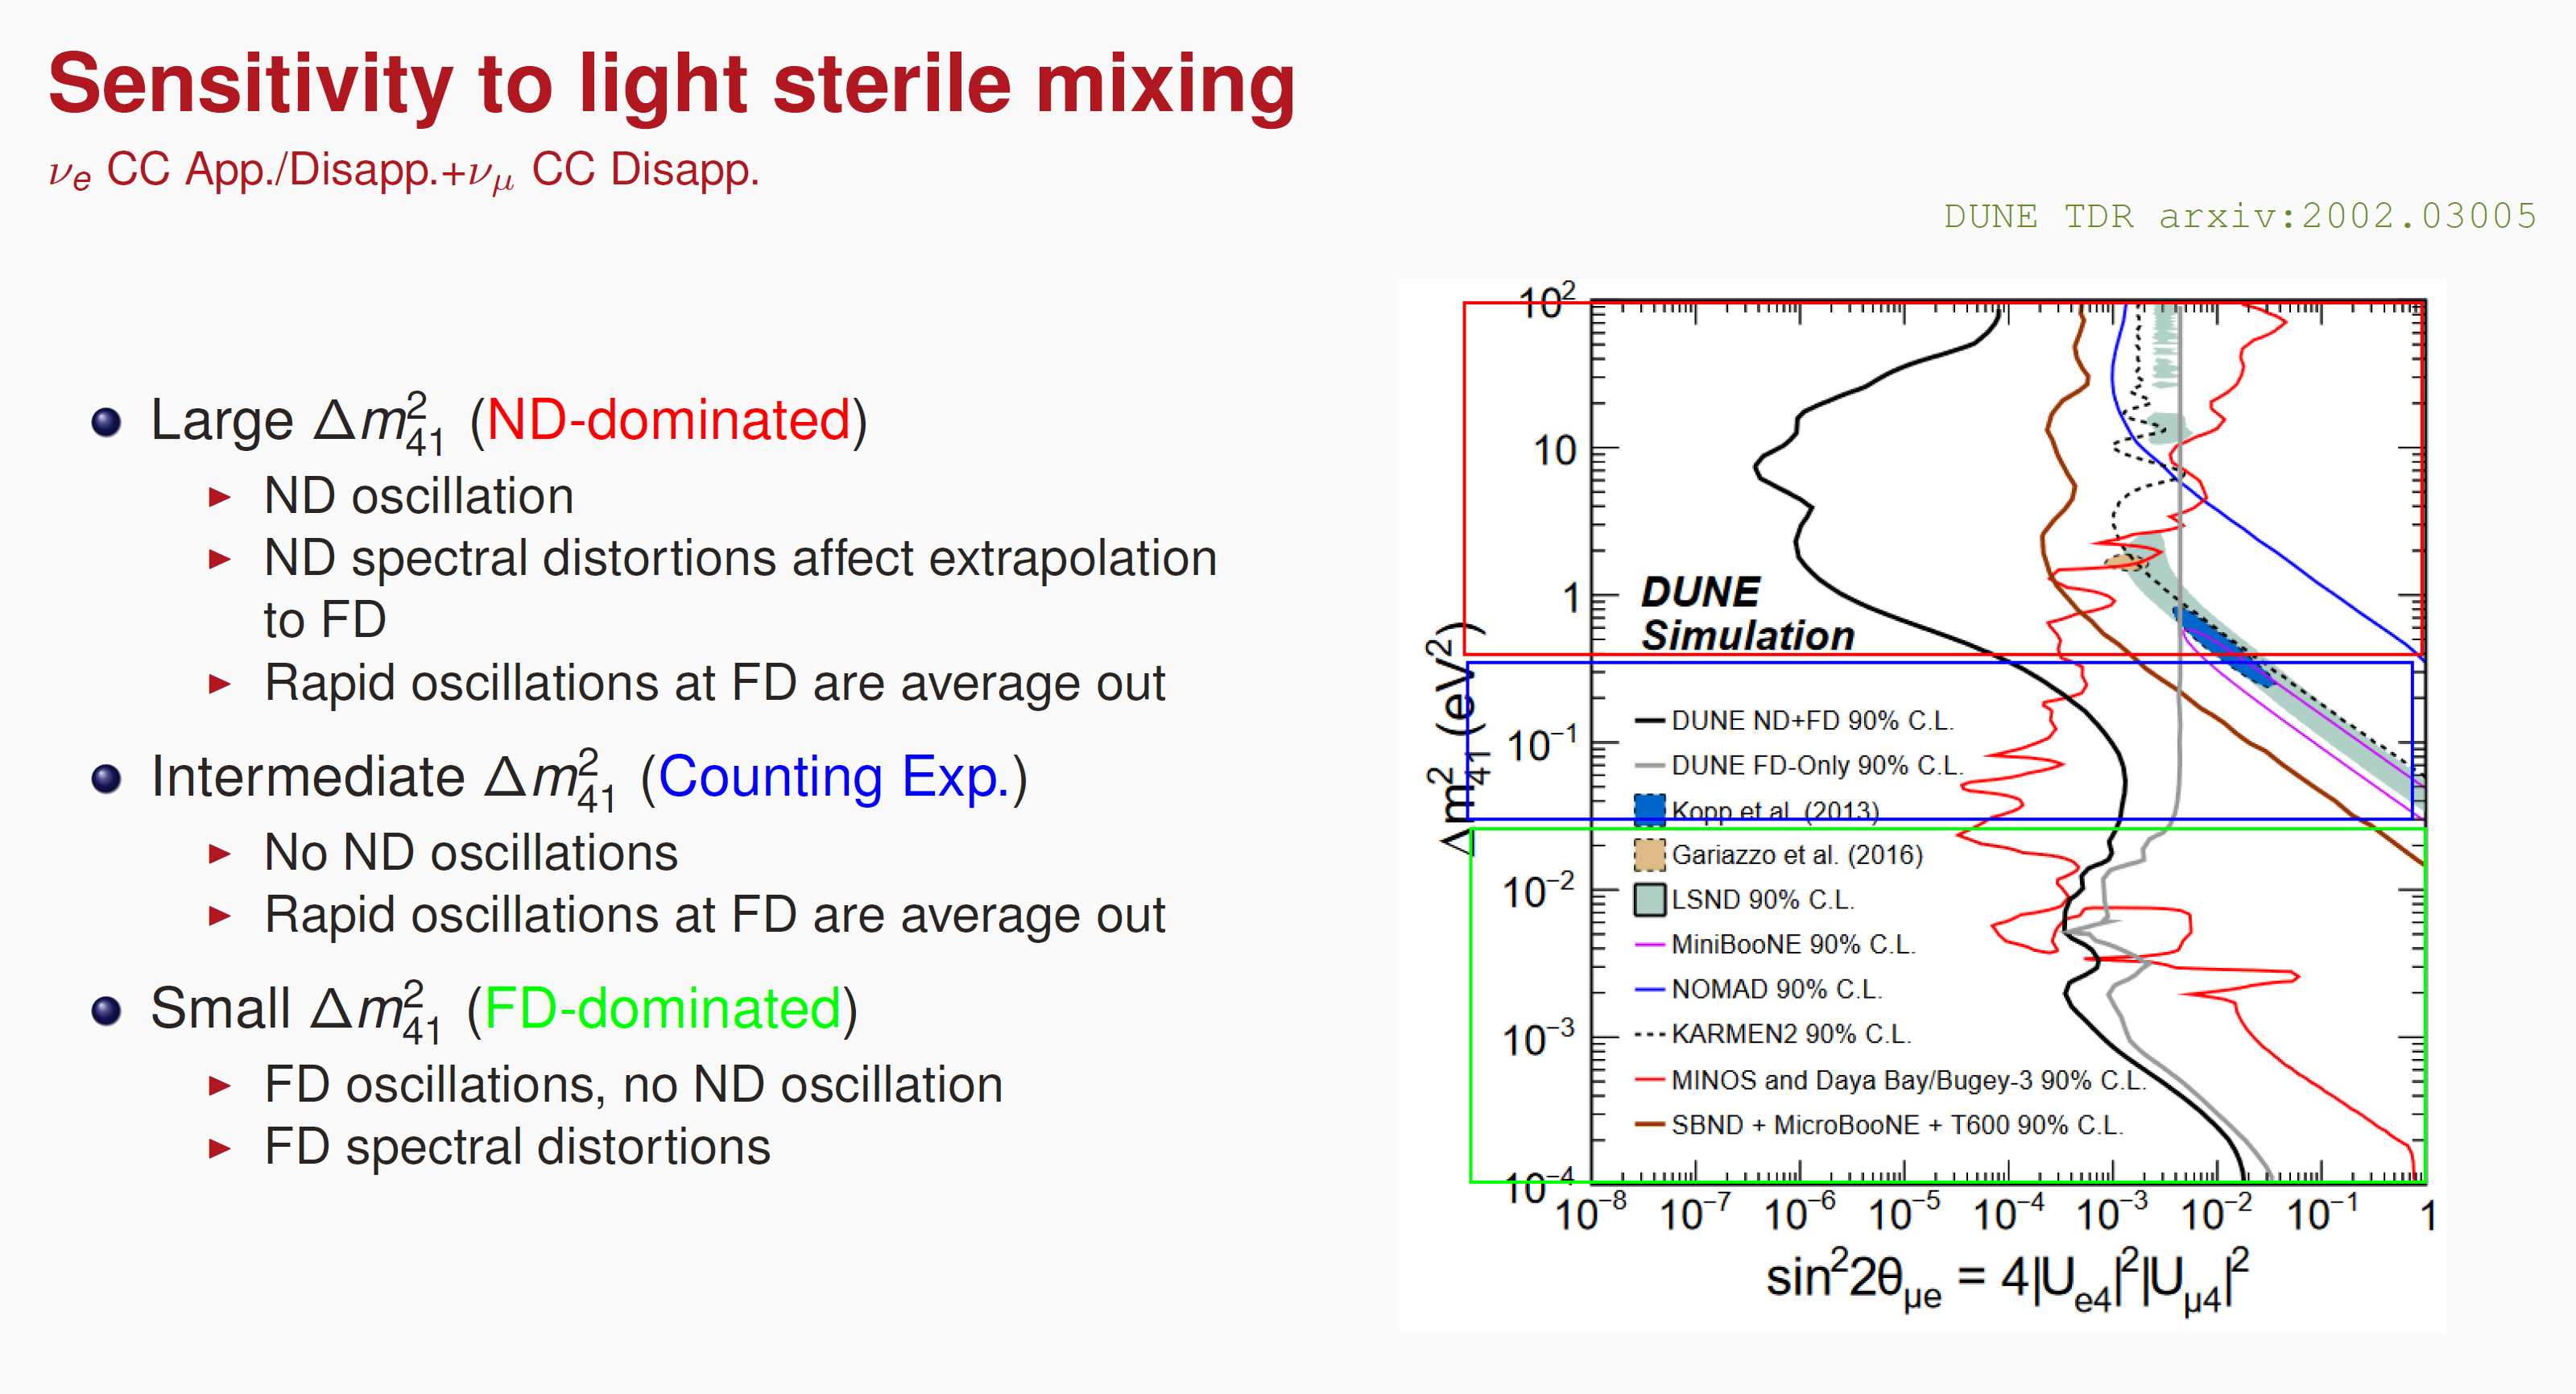 Sensitivity to light sterile mixing
νe CC App./Disapp.+νμ CC Disapp.
DUNE TDR arxiv:2002.03005
Large Δm²₄₁ (ND-dominated)
ND oscillation
ND spectral distortions affect extrapolation
to FD
Rapid oscillations at FD are average out
Intermediate Δm²₄₁ (Counting Exp.)
No ND oscillations
Rapid oscillations at FD are average out
Small Δm²₄₁ (FD-dominated)
FD oscillations, no ND oscillation
FD spectral distortions
Δm²₄₁ (eV²)
10²
10
1
10⁻¹
10⁻²
10⁻³
10⁻⁴
DUNE
Simulation
DUNE ND+FD 90% C.L.
DUNE FD-Only 90% C.L.
Kopp et al. (2013)
Gariazzo et al. (2016)
LSND 90% C.L.
MiniBooNE 90% C.L.
NOMAD 90% C.L.
KARMEN2 90% C.L.
MINOS and Daya Bay/Bugey-3 90% C.L.
SBND + MicroBooNE + T600 90% C.L.
10⁻⁸ 10⁻⁷ 10⁻⁶ 10⁻⁵ 10⁻⁴ 10⁻³ 10⁻² 10⁻¹ 1
sin²2θμe = 4|Ue4|²|Uμ4|²